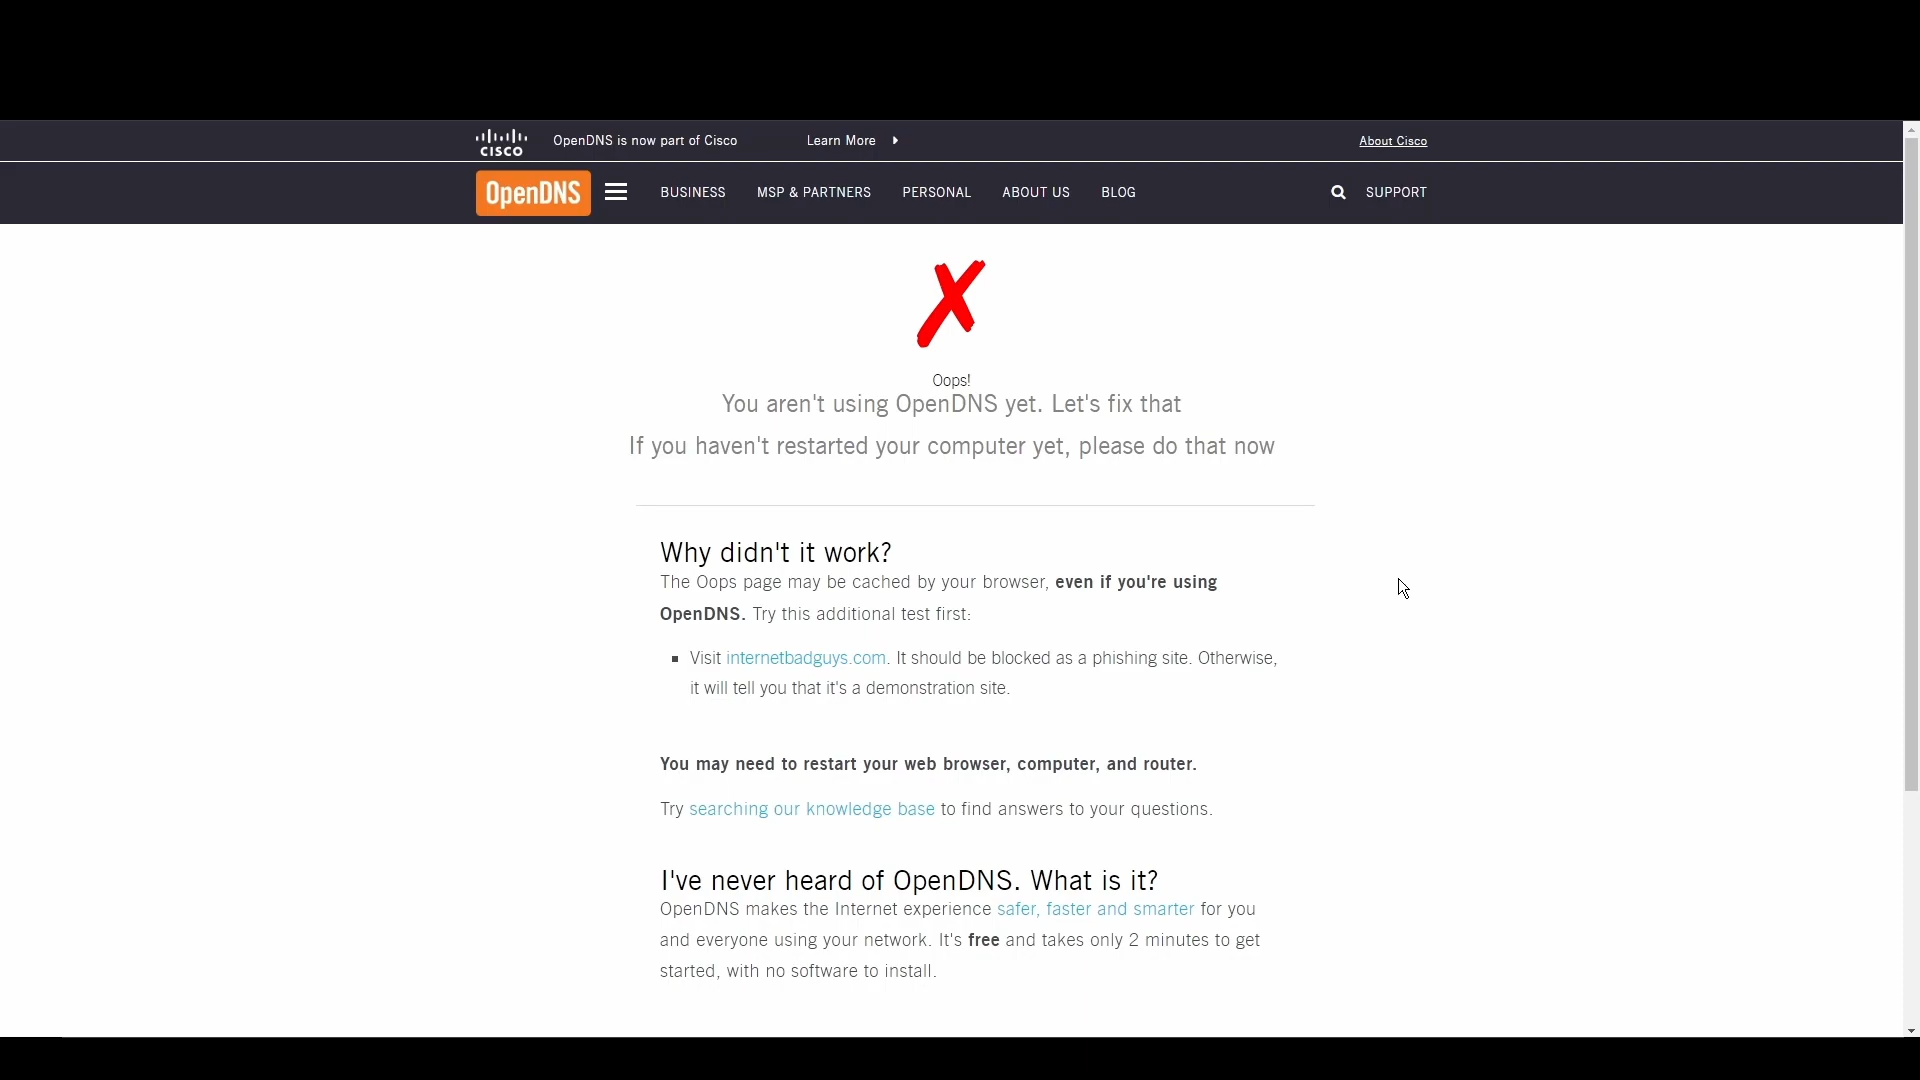 CISCO OpenDNS is now part of Cisco Learn More About Cisco
OpenDNS BUSINESS MSP & PARTNERS PERSONAL ABOUT US BLOG SUPPORT
Oops!
You aren't using OpenDNS yet. Let's fix that
If you haven't restarted your computer yet, please do that now
Why didn't it work?
The Oops page may be cached by your browser, even if you're using
OpenDNS. Try this additional test first:
Visit internetbadguys.com. It should be blocked as a phishing site. Otherwise,
it will tell you that it's a demonstration site.
You may need to restart your web browser, computer, and router.
Try searching our knowledge base to find answers to your questions.
I've never heard of OpenDNS. What is it?
OpenDNS makes the Internet experience safer, faster and smarter for you
and everyone using your network. It's free and takes only 2 minutes to get
started, with no software to install.